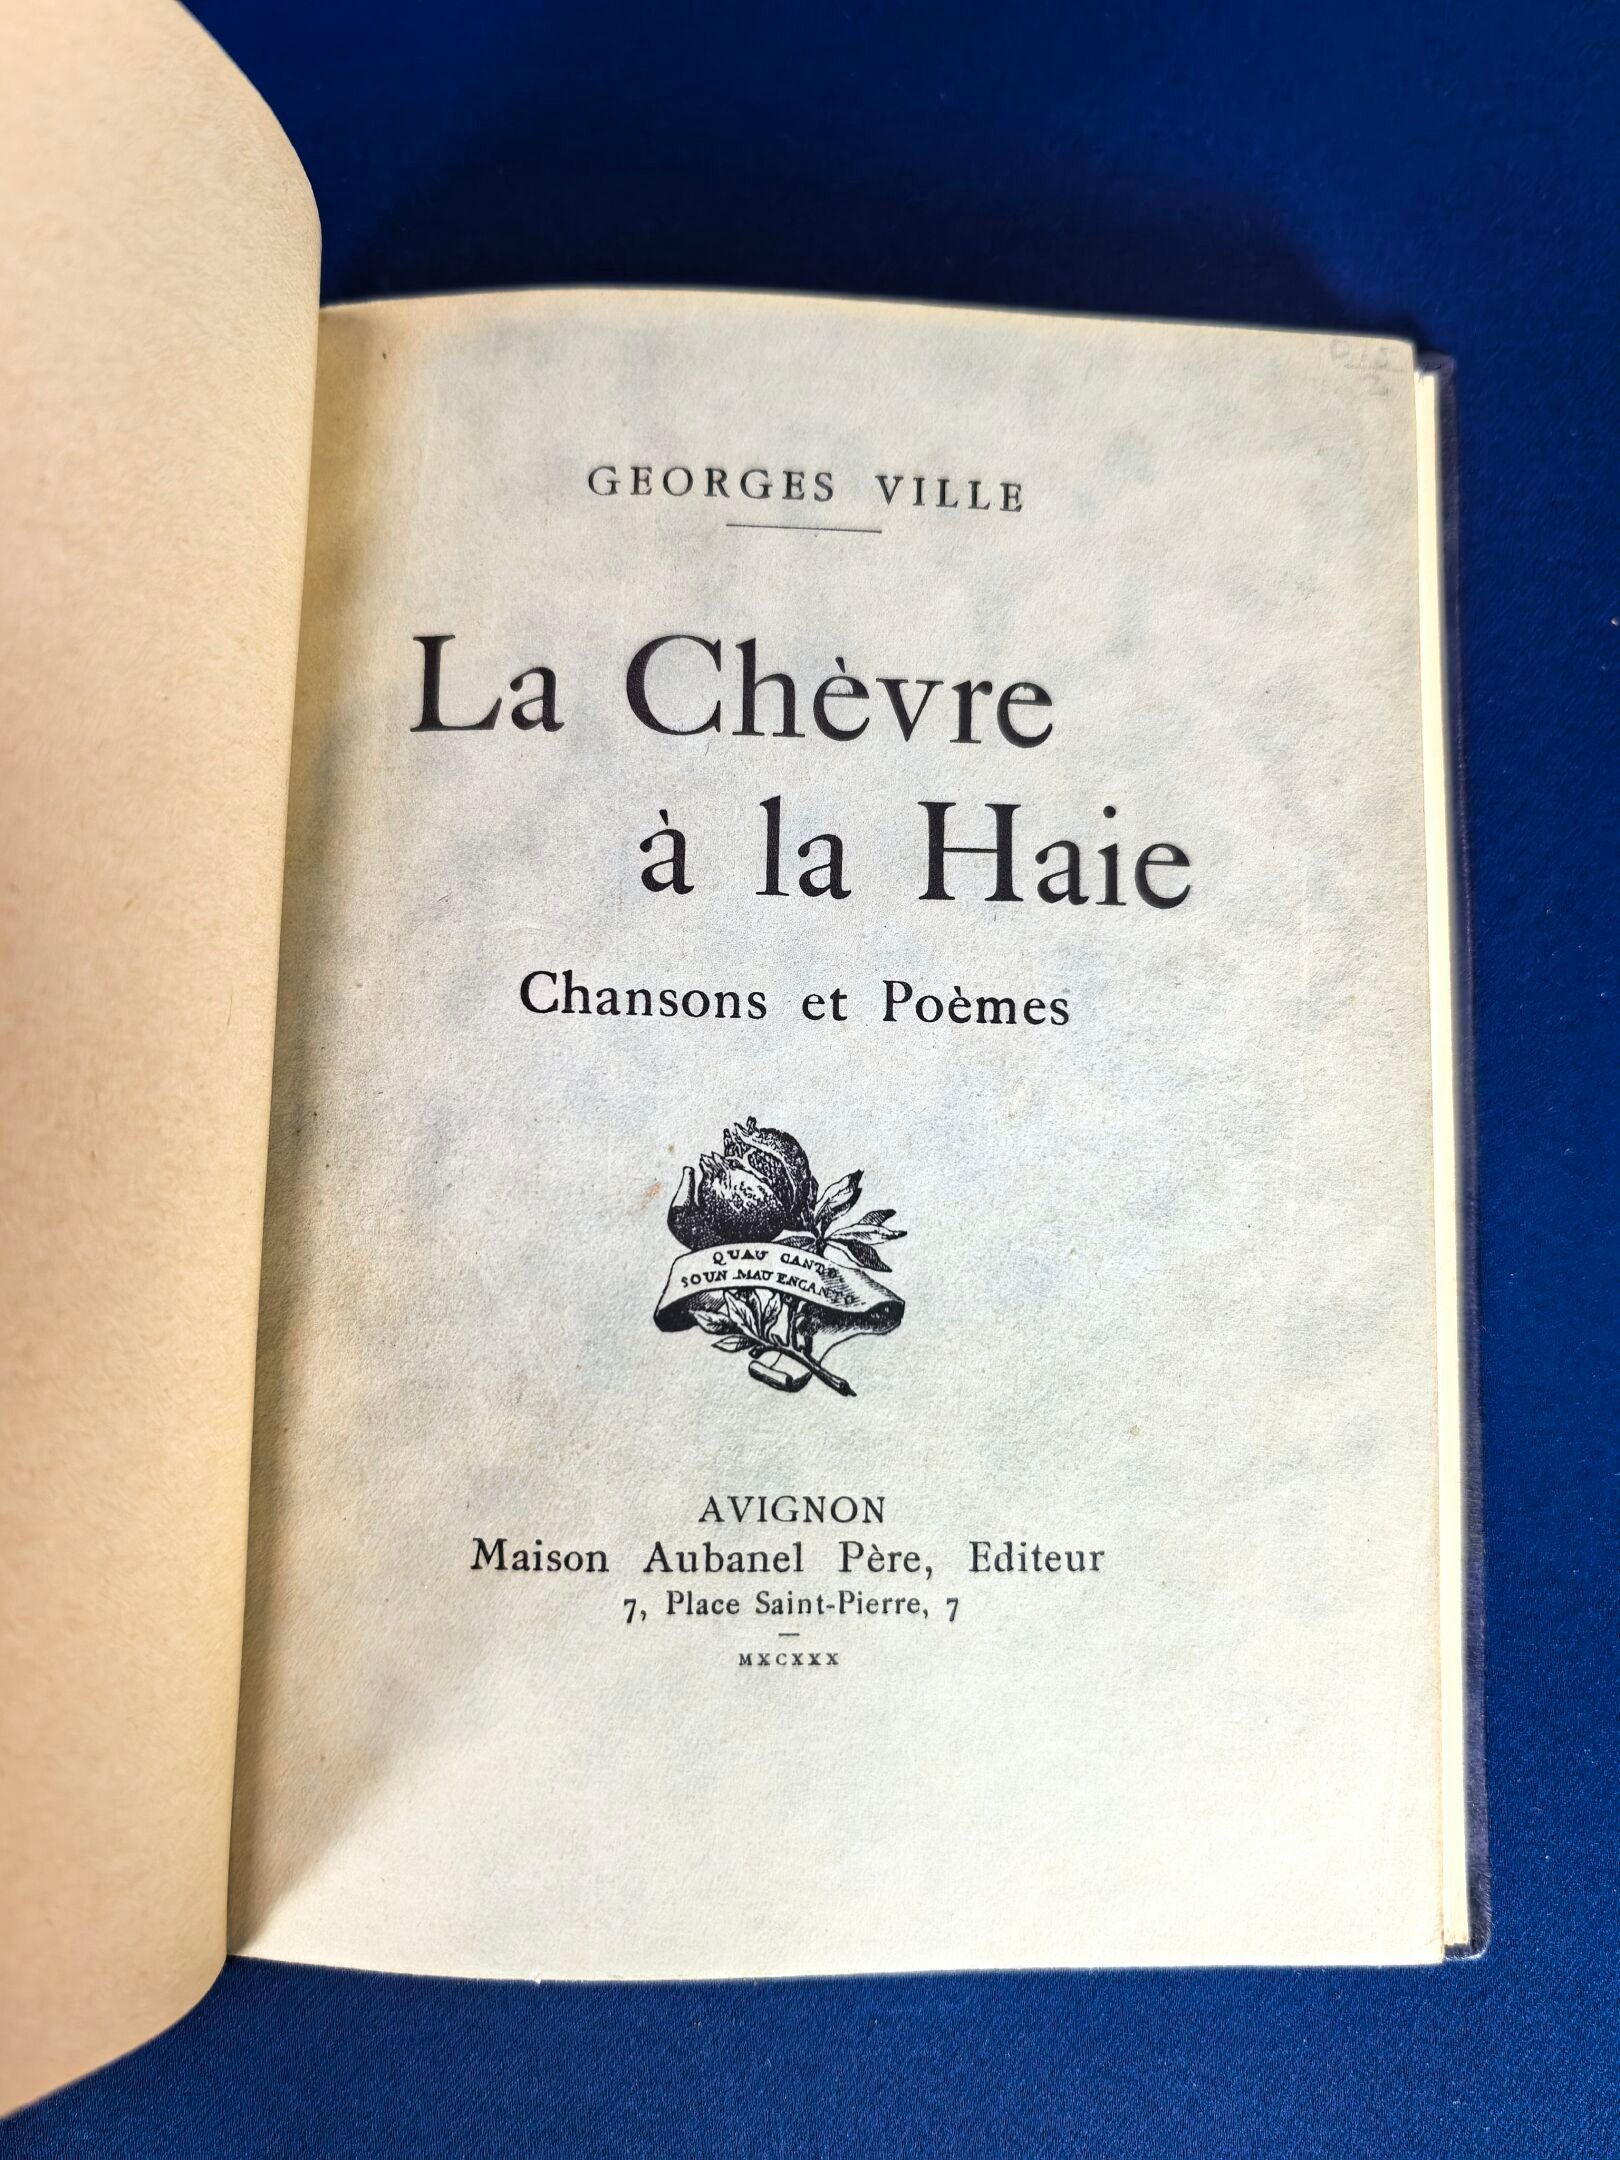 GEORGES VILLE
La Chèvre
à la Haie
Chansons et Poèmes
QUAU CANTO
SOUN MAU ENCANTO
AVIGNON
Maison Aubanel Père, Editeur
7, Place Saint-Pierre, 7
MXCXXX